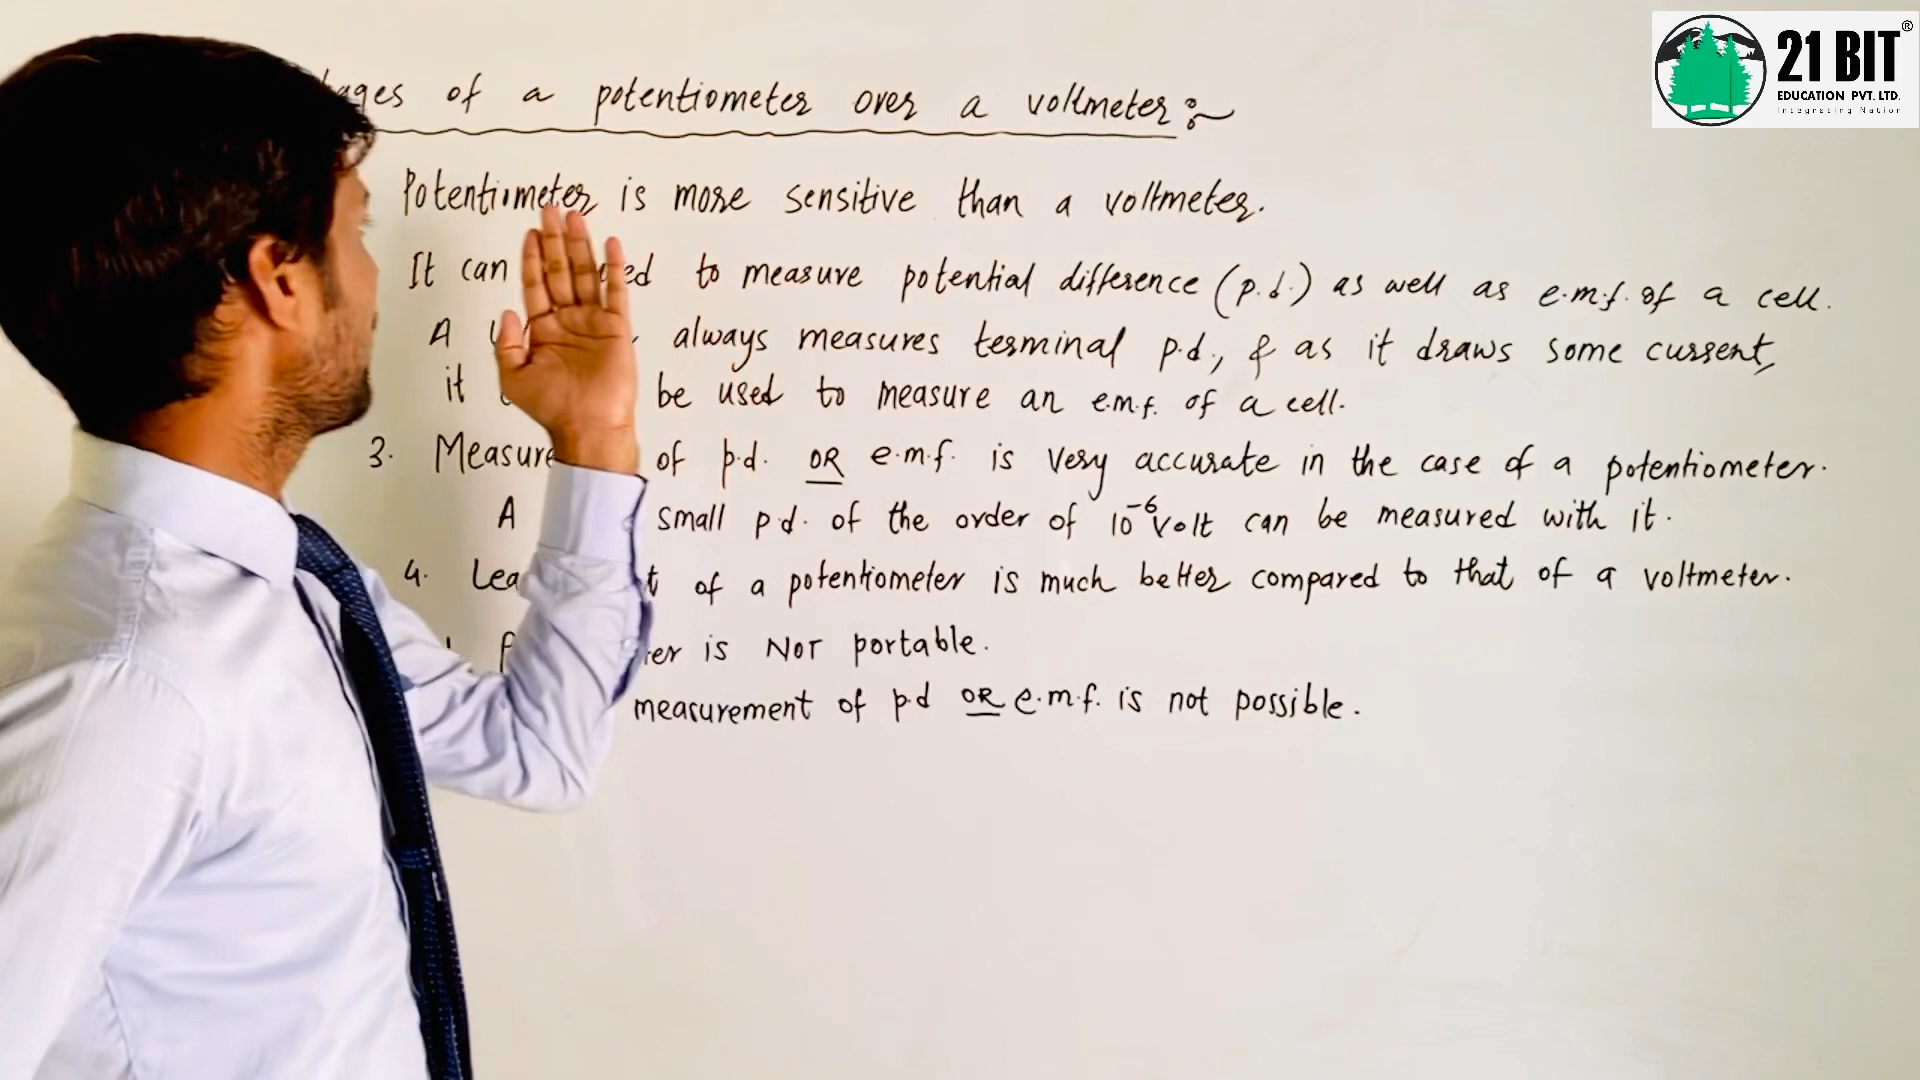 of a potentiometer over a voltmeter :~
Potentiometer is more sensitive than a voltmeter.
It can to measure potential difference (p.d.) as well as e.m.f. of a cell.
A always measures terminal p.d., & as it draws some current,
it be used to measure an e.m.f. of a cell.
3. of p.d. OR e.m.f. is very accurate in the case of a potentiometer.
A small p.d. of the order of 10⁻⁶ volt can be measured with it.
4. of a potentiometer is much better compared to that of a voltmeter.
is NOT portable.
measurement of p.d OR e.m.f. is not possible.
21 BIT®
EDUCATION PVT. LTD.
Integrating Nation